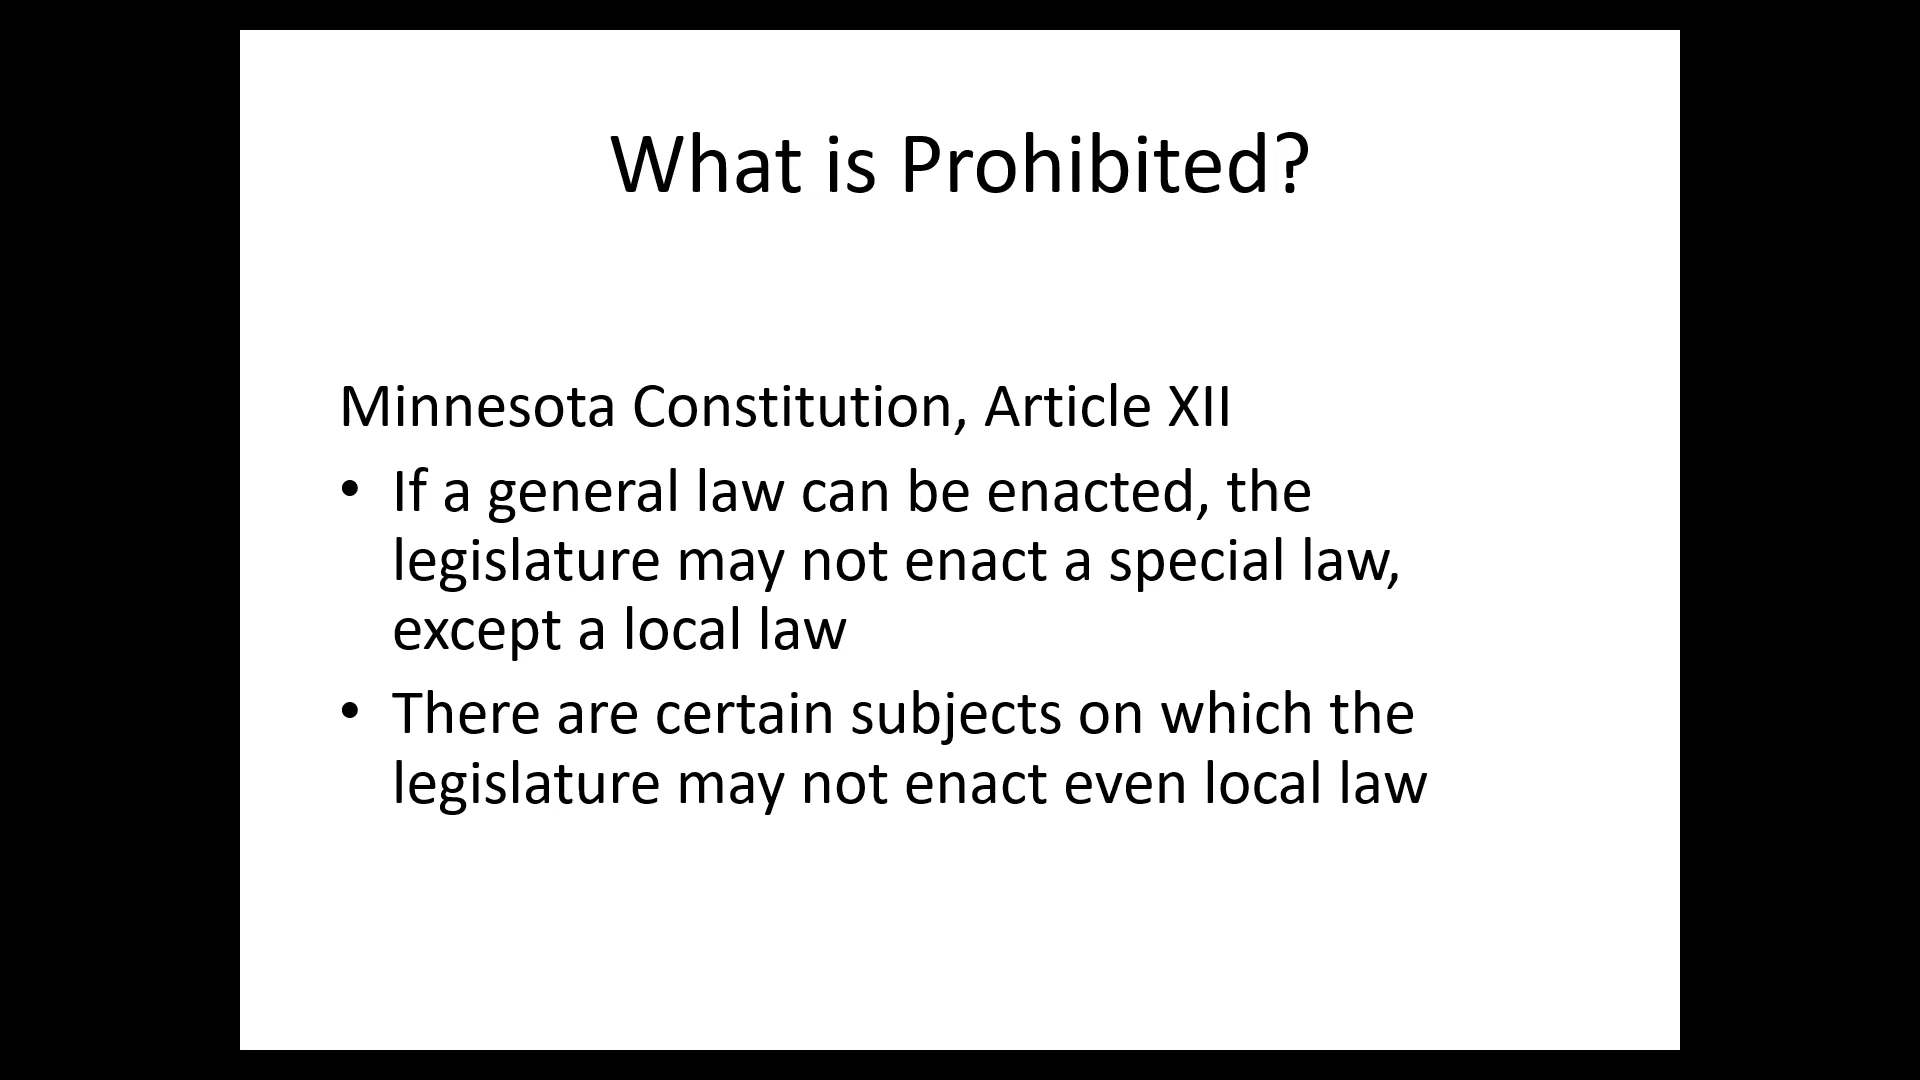 What is Prohibited?
Minnesota Constitution, Article XII
• If a general law can be enacted, the
legislature may not enact a special law,
except a local law
• There are certain subjects on which the
legislature may not enact even local law